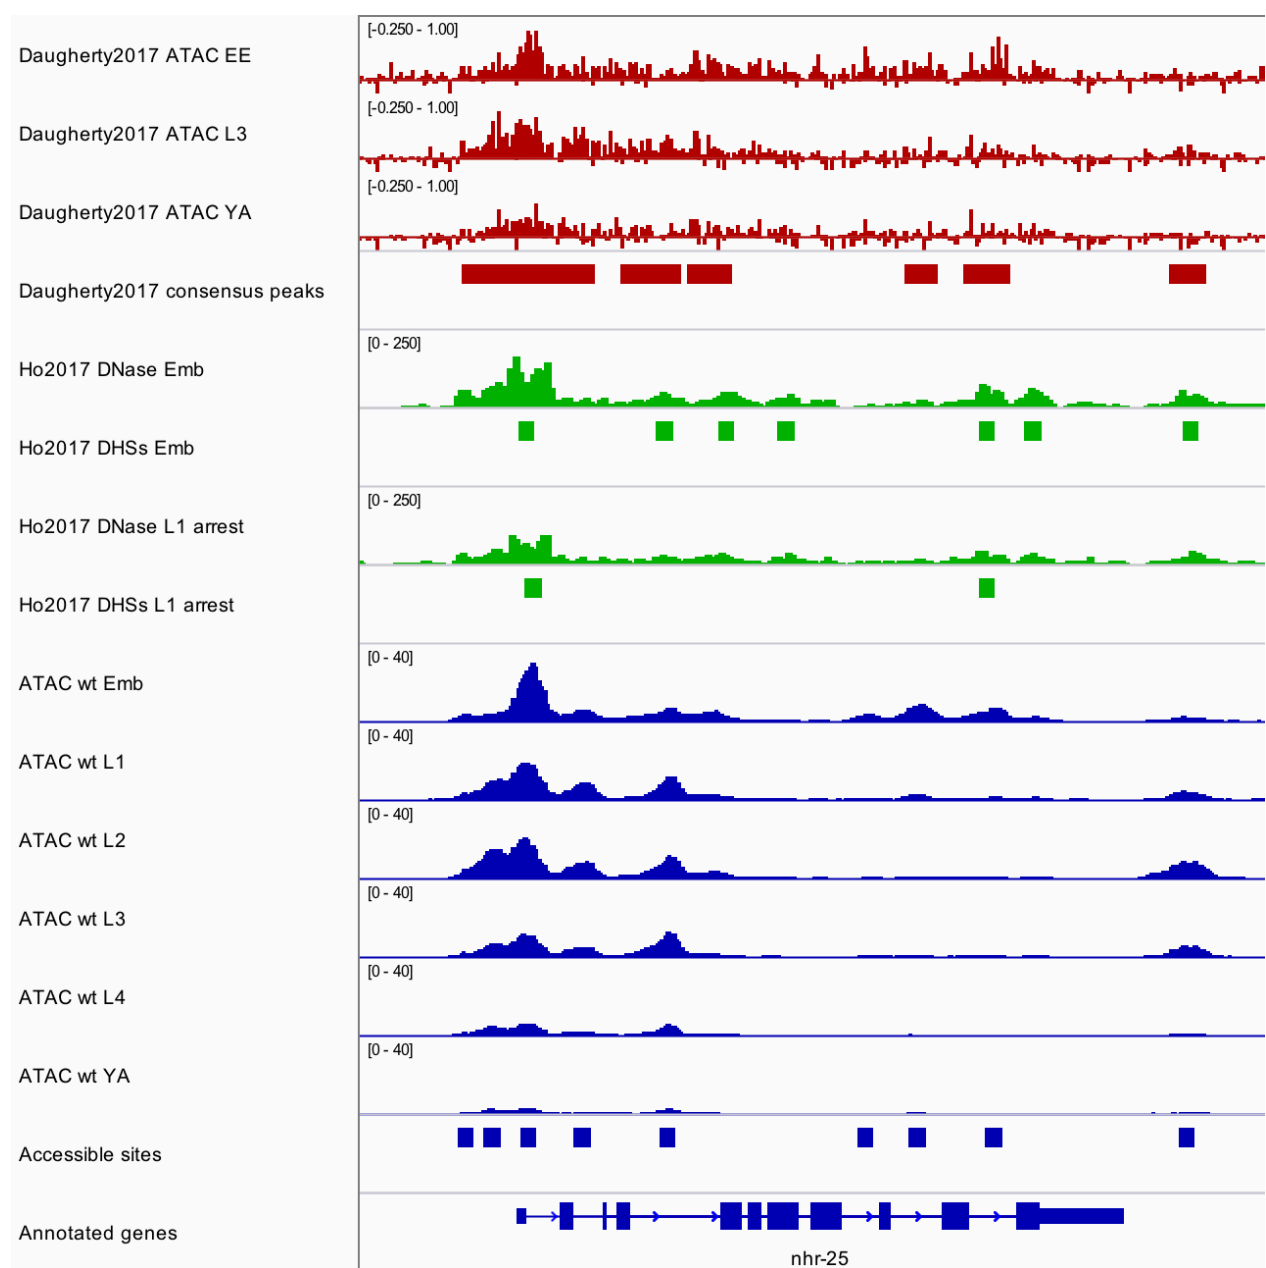 Daugherty2017 ATAC EE [-0.250 - 1.00]
Daugherty2017 ATAC L3 [-0.250 - 1.00]
Daugherty2017 ATAC YA [-0.250 - 1.00]
Daugherty2017 consensus peaks
Ho2017 DNase Emb [0 - 250]
Ho2017 DHSs Emb
Ho2017 DNase L1 arrest [0 - 250]
Ho2017 DHSs L1 arrest
ATAC wt Emb [0 - 40]
ATAC wt L1 [0 - 40]
ATAC wt L2 [0 - 40]
ATAC wt L3 [0 - 40]
ATAC wt L4 [0 - 40]
ATAC wt YA [0 - 40]
Accessible sites
Annotated genes
nhr-25